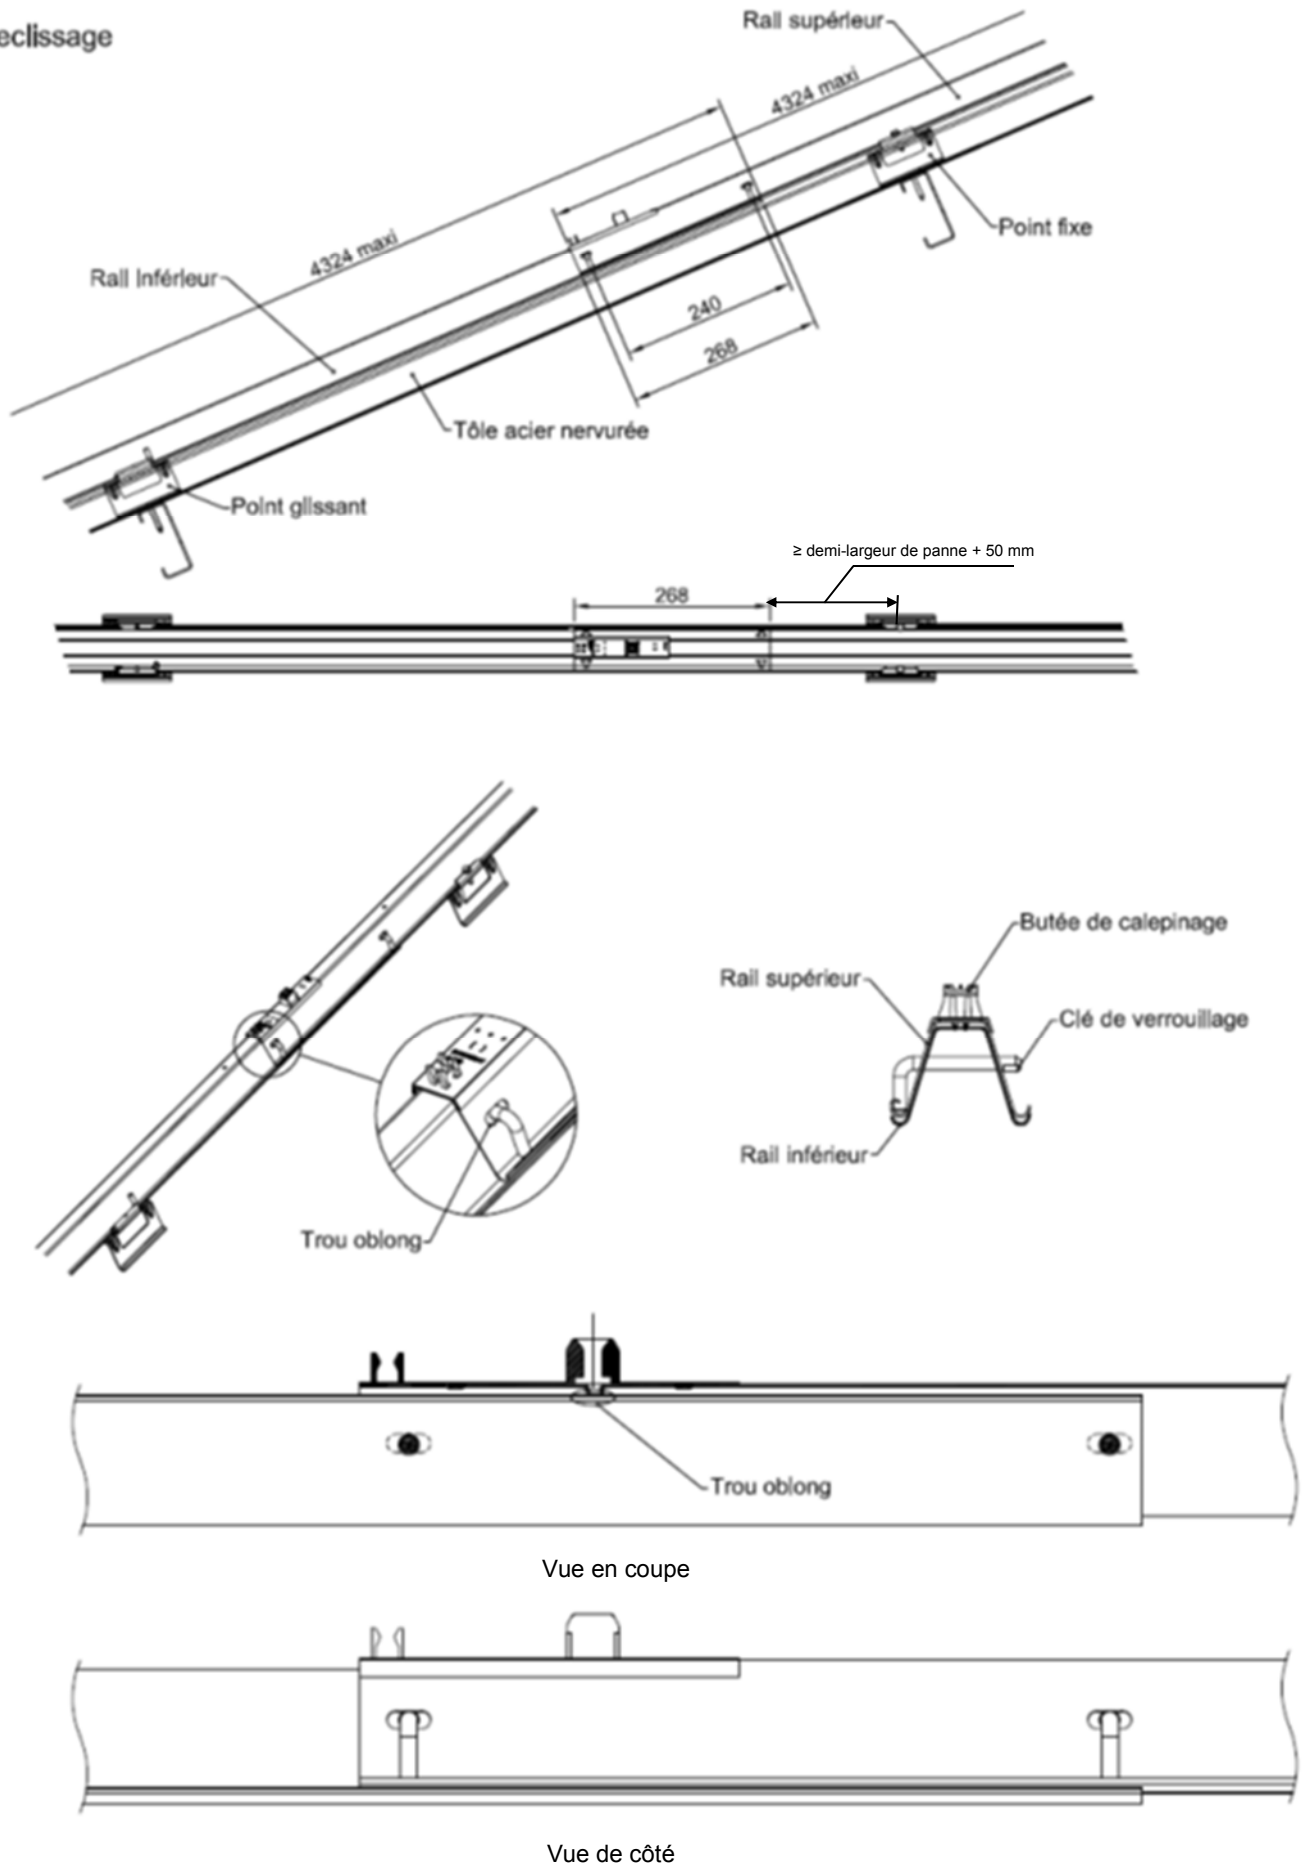 eclissage
Rail supérieur
4324 maxi
4324 maxi
Point fixe
Rail Inférieur
240
268
Tôle acier nervurée
Point glissant
≥ demi-largeur de panne + 50 mm
268
Butée de calepinage
Rail supérieur
Clé de verrouillage
Rail inférieur
Trou oblong
Trou oblong
Vue en coupe
Vue de côté